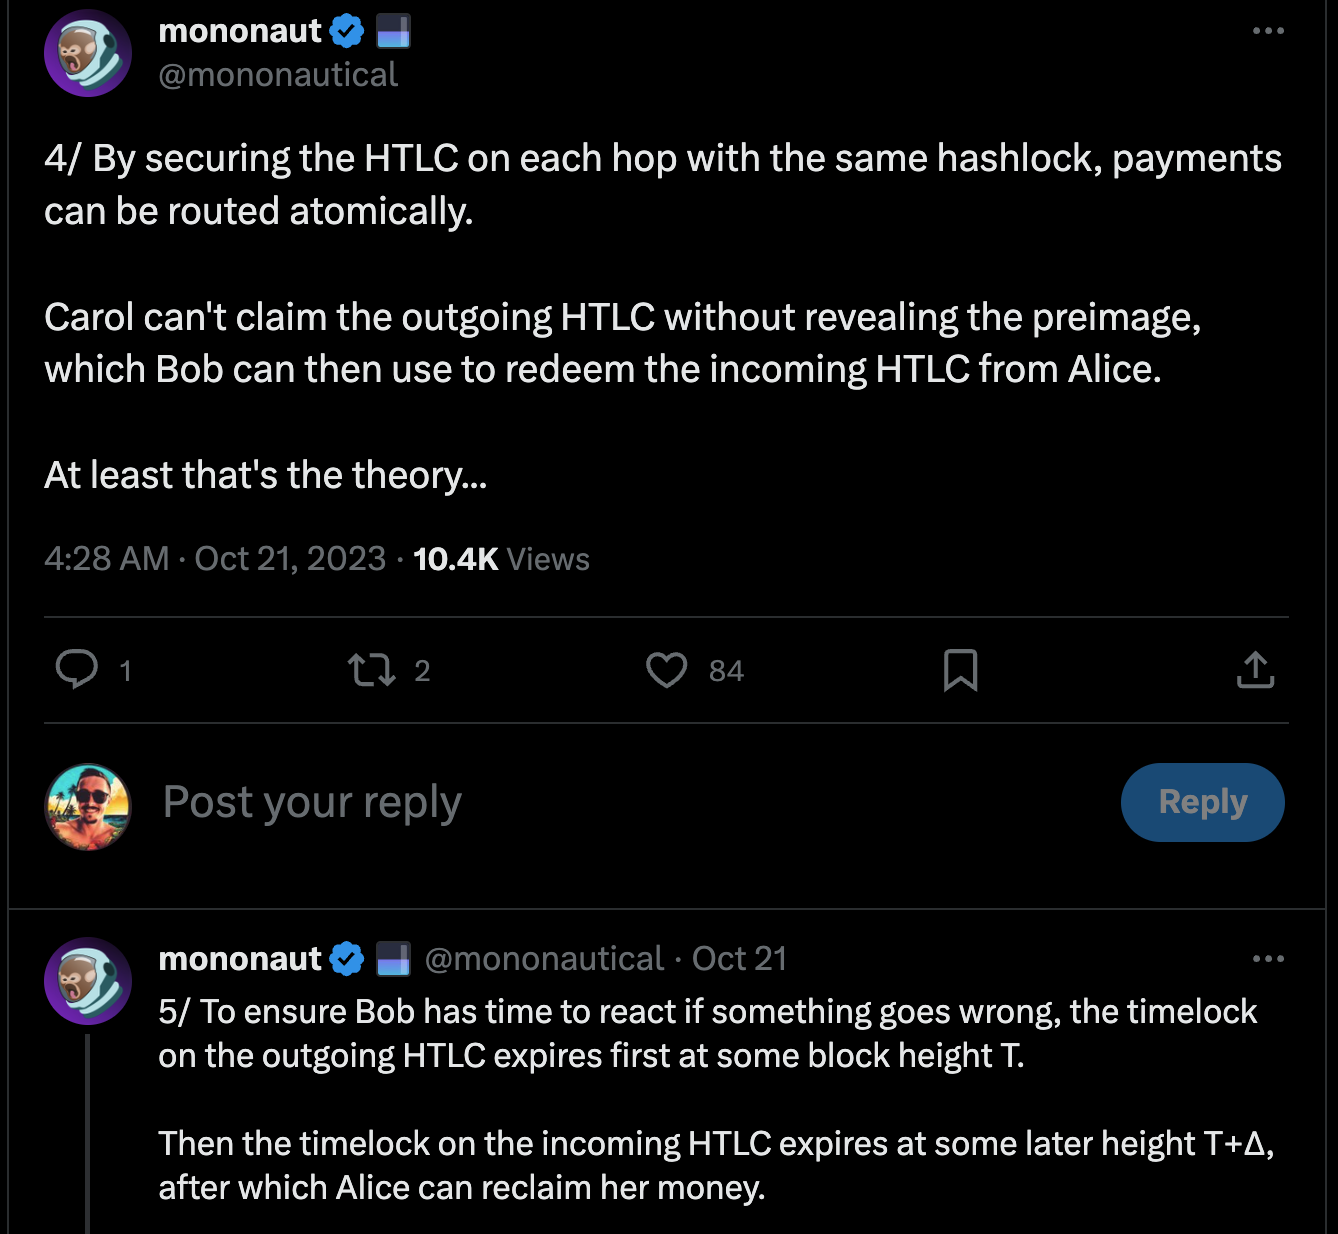 mononaut
@mononautical
4/ By securing the HTLC on each hop with the same hashlock, payments
can be routed atomically.
Carol can't claim the outgoing HTLC without revealing the preimage,
which Bob can then use to redeem the incoming HTLC from Alice.
At least that's the theory...
4:28 AM · Oct 21, 2023 · 10.4K Views
1 2 84
Post your reply
Reply
mononaut @mononautical · Oct 21
5/ To ensure Bob has time to react if something goes wrong, the timelock
on the outgoing HTLC expires first at some block height T.
Then the timelock on the incoming HTLC expires at some later height T+Δ,
after which Alice can reclaim her money.